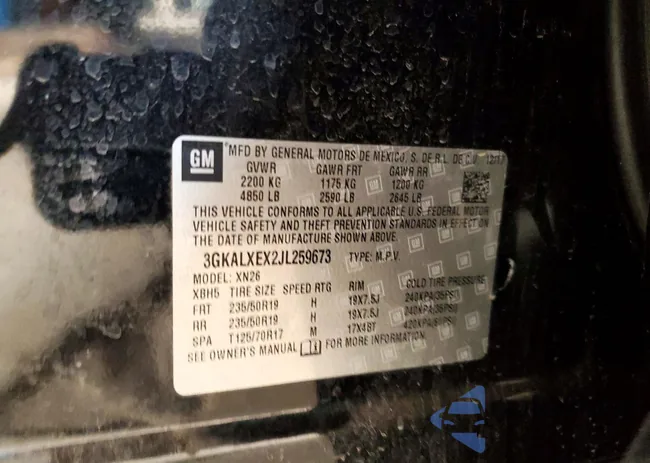 GM MFD BY GENERAL MOTORS DE MEXICO, S. DE R.L. DE C.V. 12/17
GVWR GAWR FRT GAWR RR
2200 KG 1175 KG 1200 KG
4850 LB 2590 LB 2645 LB
THIS VEHICLE CONFORMS TO ALL APPLICABLE U.S. FEDERAL MOTOR
VEHICLE SAFETY AND THEFT PREVENTION STANDARDS IN EFFECT ON
THE DATE OF MANUFACTURE SHOWN ABOVE.
3GKALXEX2JL259673 TYPE: M.P.V.
MODEL: XN26
XBH5 TIRE SIZE SPEED RTG RIM COLD TIRE PRESSURE
FRT 235/50R19 H 19X7.5J 240KPA/35PSI
RR 235/50R19 H 19X7.5J 240KPA/35PSI
SPA T125/70R17 M 17X4BT 420KPA/60PSI
SEE OWNER'S MANUAL FOR MORE INFORMATION.